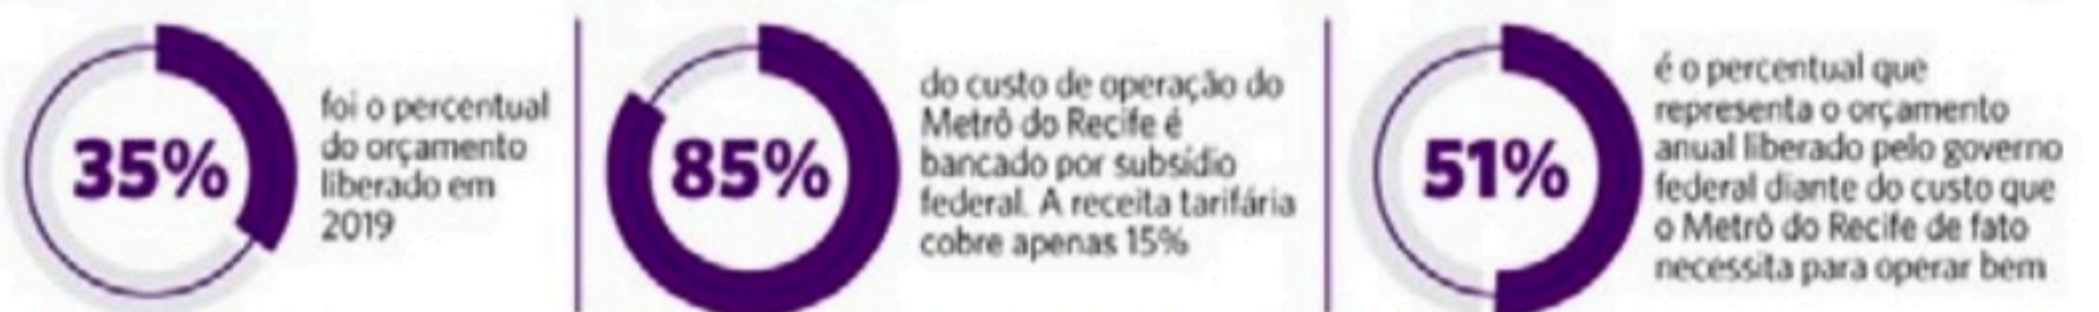 35%
foi o percentual
do orçamento
liberado em
2019
85%
do custo de operação do
Metrô do Recife é
bancado por subsídio
federal. A receita tarifária
cobre apenas 15%
51%
é o percentual que
representa o orçamento
anual liberado pelo governo
federal diante do custo que
o Metrô do Recife de fato
necessita para operar bem